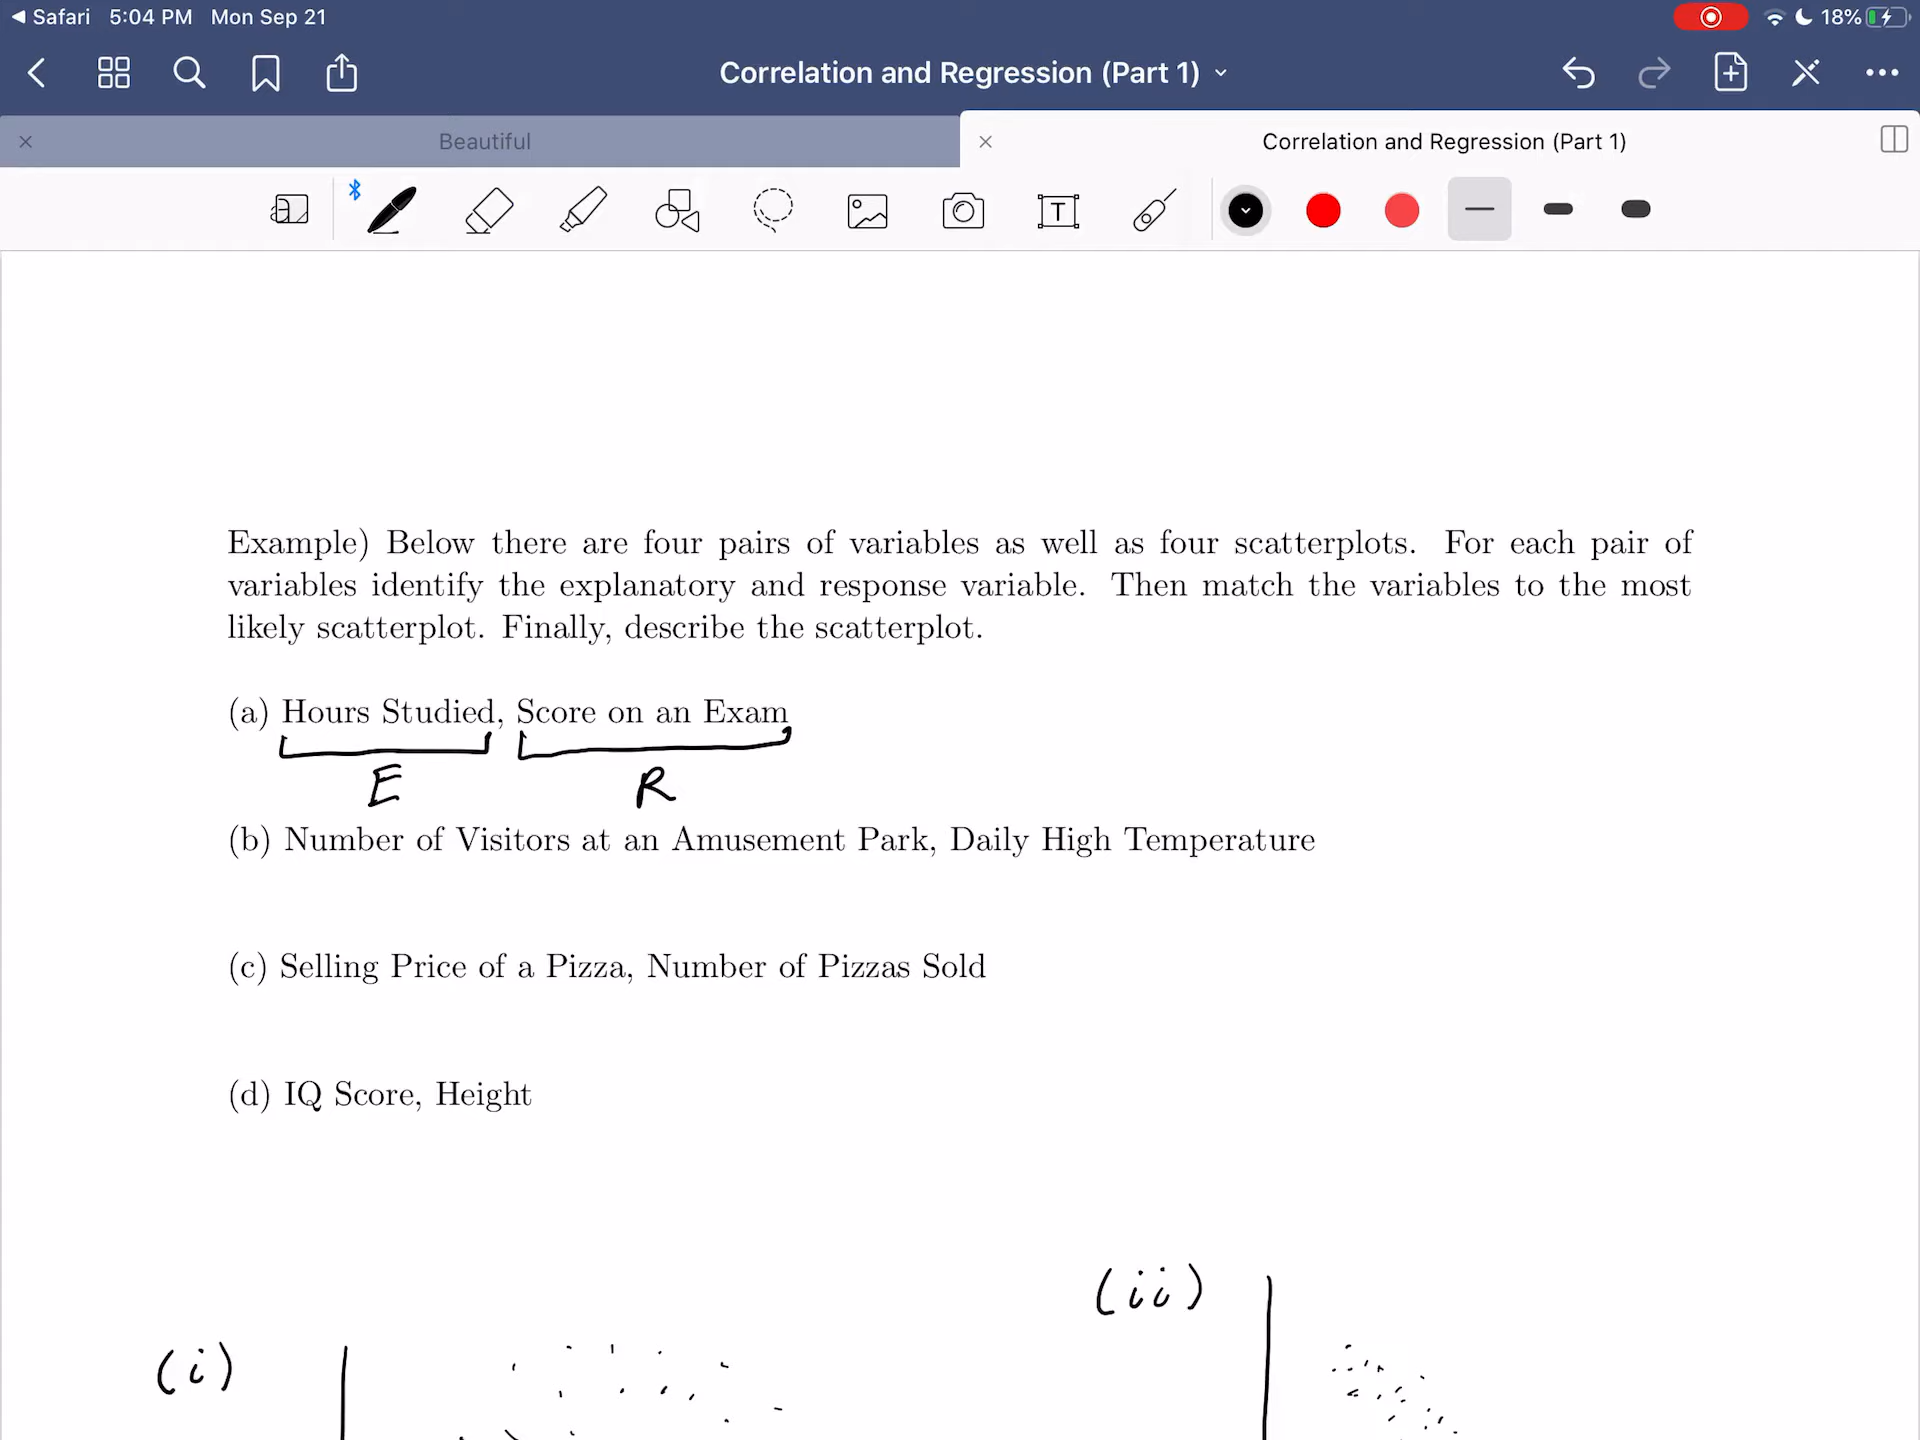 Safari 5:04 PM Mon Sep 21 18%
Correlation and Regression (Part 1)
Beautiful
Correlation and Regression (Part 1)
a T
Example) Below there are four pairs of variables as well as four scatterplots. For each pair of
variables identify the explanatory and response variable. Then match the variables to the most
likely scatterplot. Finally, describe the scatterplot.
(a) Hours Studied, Score on an Exam
E R
(b) Number of Visitors at an Amusement Park, Daily High Temperature
(c) Selling Price of a Pizza, Number of Pizzas Sold
(d) IQ Score, Height
(ii)
(i)